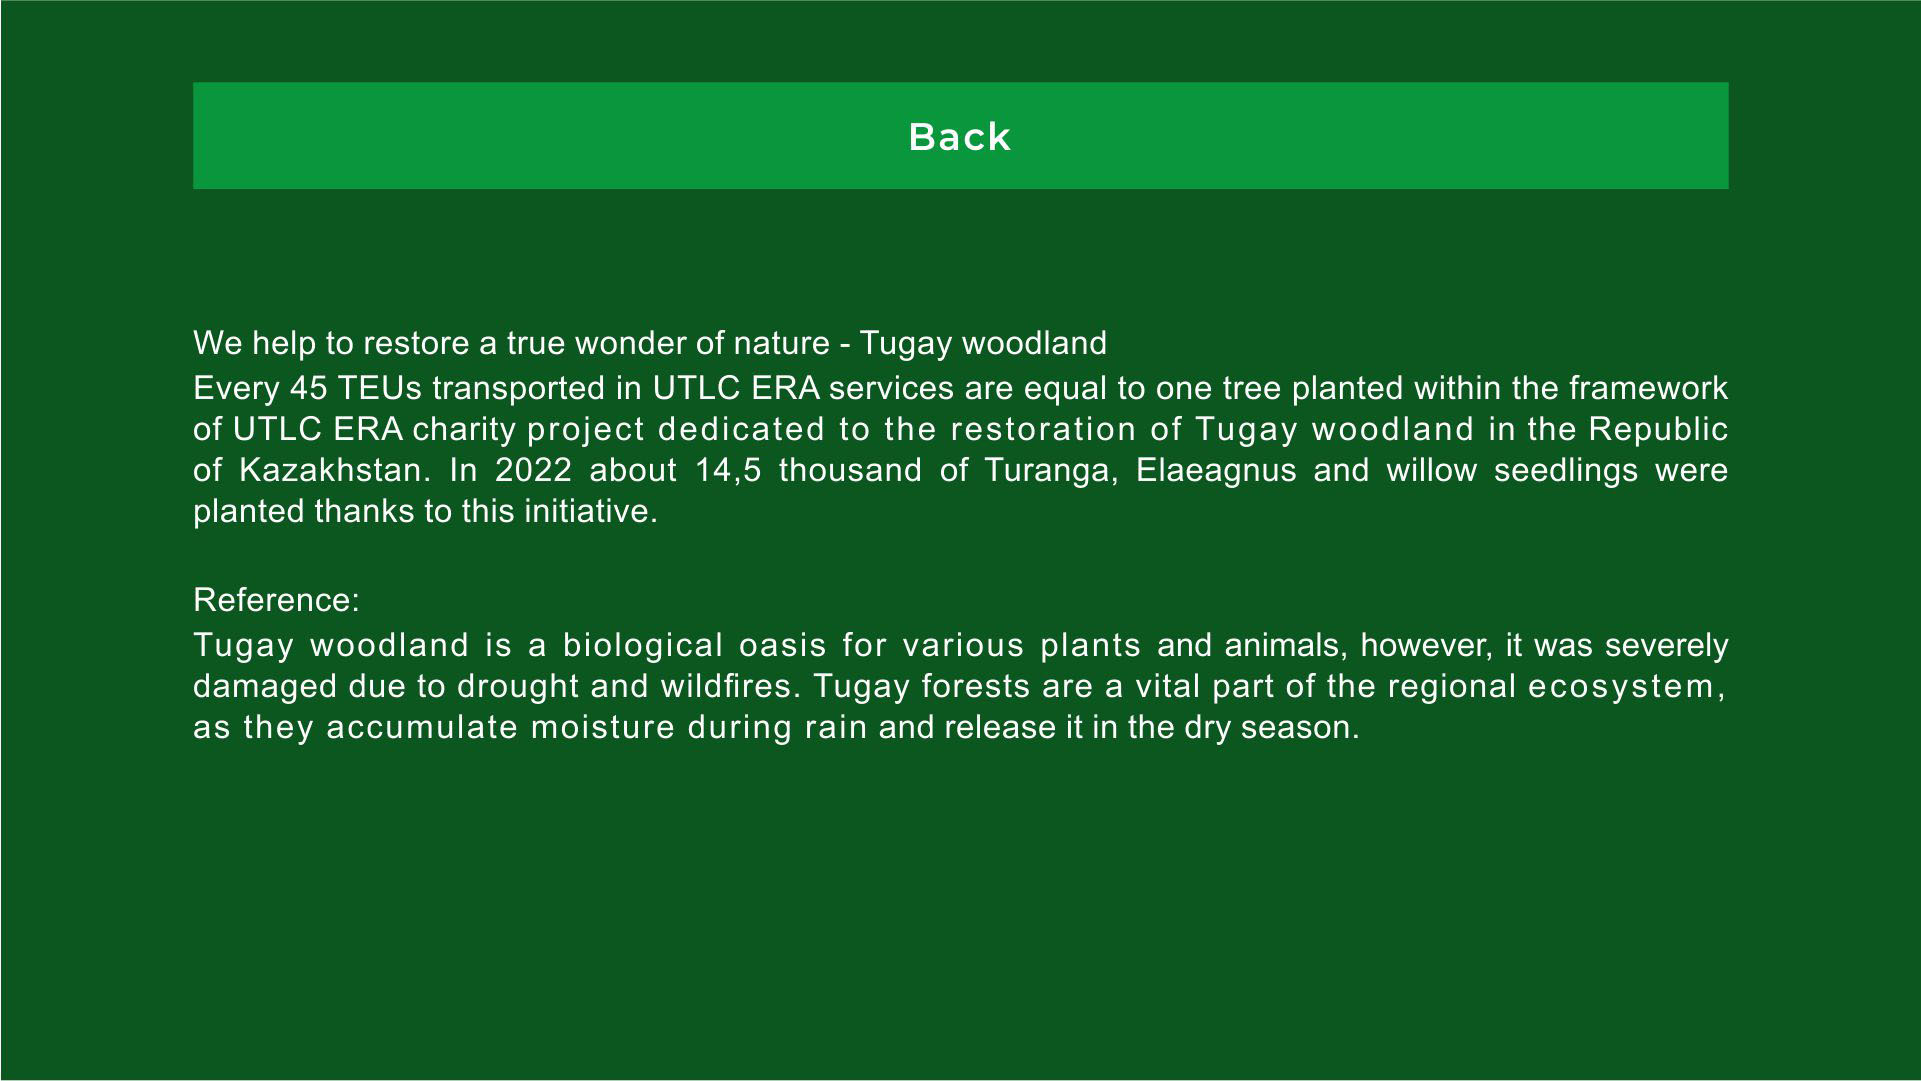 Back
We help to restore a true wonder of nature - Tugay woodland
Every 45 TEUs transported in UTLC ERA services are equal to one tree planted within the framework
of UTLC ERA charity project dedicated to the restoration of Tugay woodland in the Republic
of Kazakhstan. In 2022 about 14,5 thousand of Turanga, Elaeagnus and willow seedlings were
planted thanks to this initiative.
Reference:
Tugay woodland is a biological oasis for various plants and animals, however, it was severely
damaged due to drought and wildfires. Tugay forests are a vital part of the regional ecosystem,
as they accumulate moisture during rain and release it in the dry season.